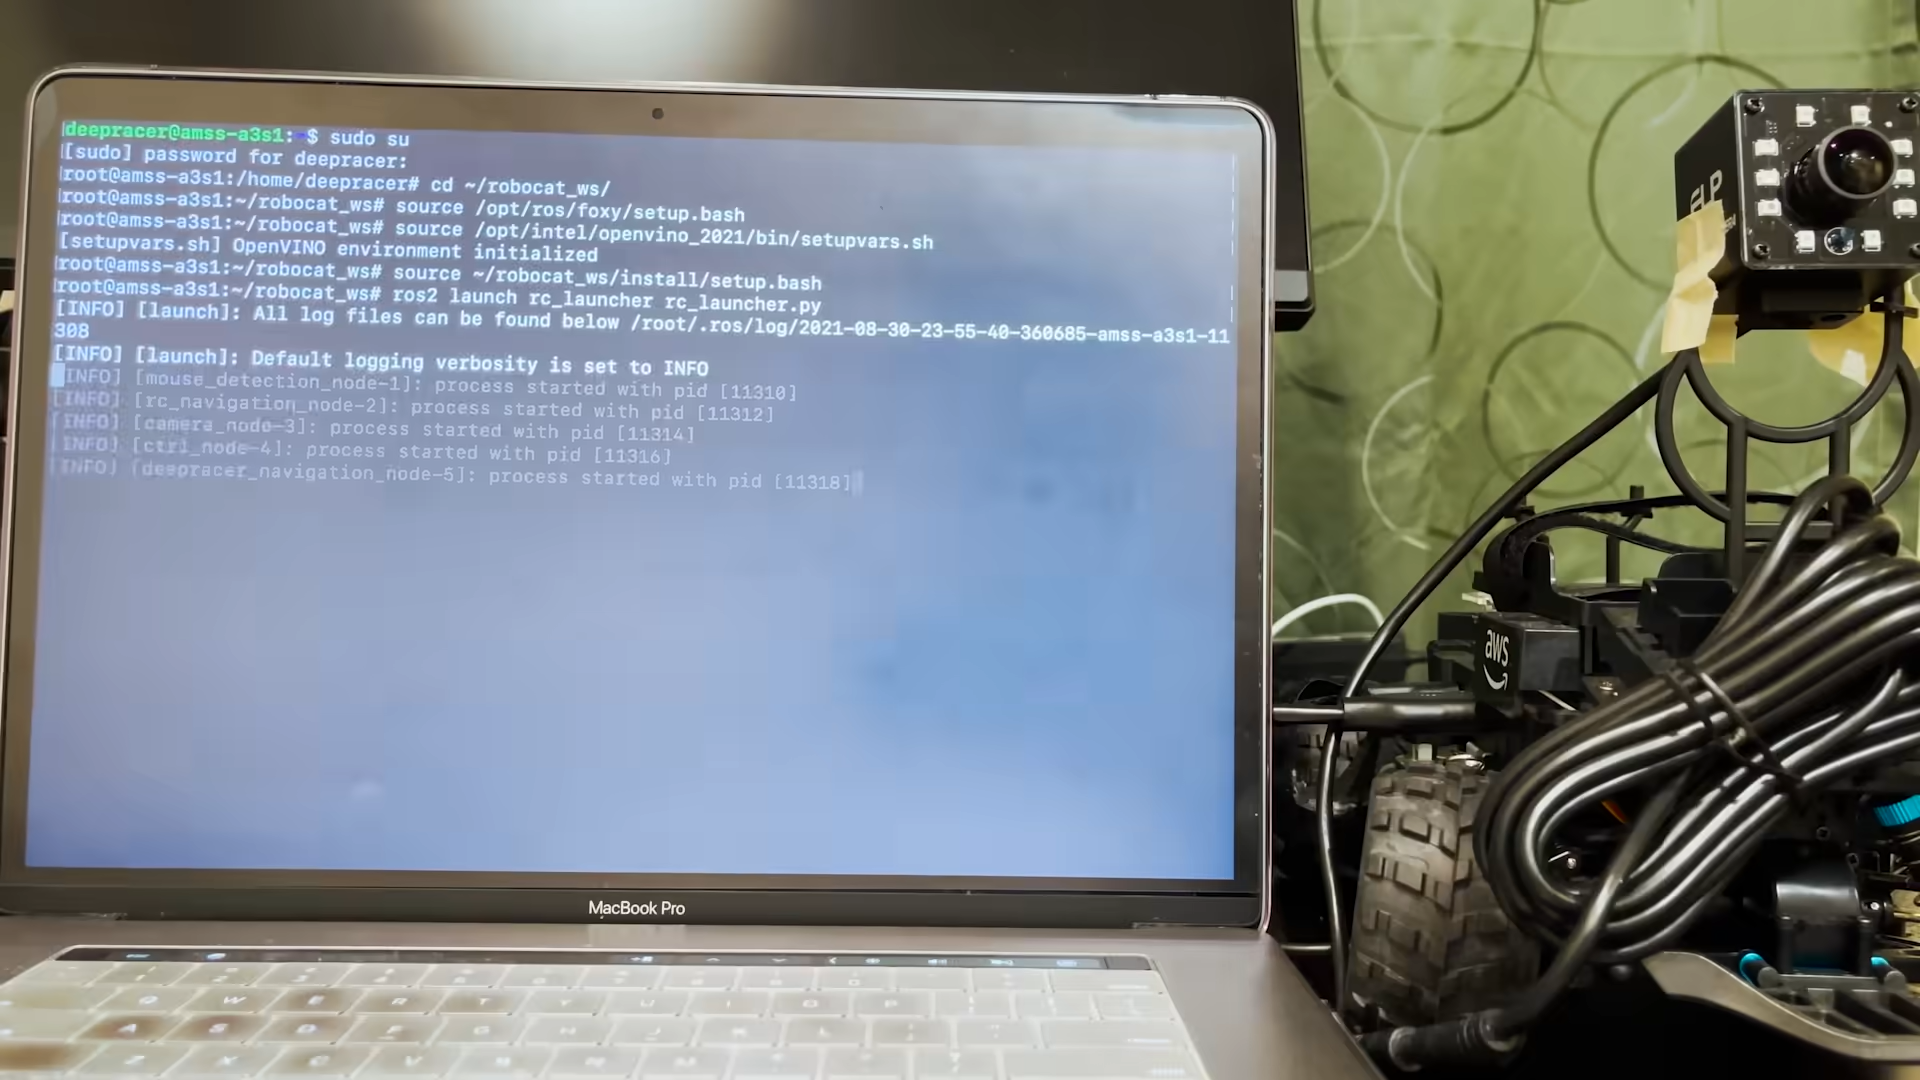 deepracer@amss-a3s1:~$ sudo su
[sudo] password for deepracer:
root@amss-a3s1:/home/deepracer# cd ~/robocat_ws/
root@amss-a3s1:~/robocat_ws# source /opt/ros/foxy/setup.bash
root@amss-a3s1:~/robocat_ws# source /opt/intel/openvino_2021/bin/setupvars.sh
[setupvars.sh] OpenVINO environment initialized
root@amss-a3s1:~/robocat_ws# source ~/robocat_ws/install/setup.bash
root@amss-a3s1:~/robocat_ws# ros2 launch rc_launcher rc_launcher.py
[INFO] [launch]: All log files can be found below /root/.ros/log/2021-08-30-23-55-40-360685-amss-a3s1-11
308
[INFO] [launch]: Default logging verbosity is set to INFO
[INFO] [mouse_detection_node-1]: process started with pid [11310]
[INFO] [rc_navigation_node-2]: process started with pid [11312]
[INFO] [camera_node-3]: process started with pid [11314]
[INFO] [ctrl_node-4]: process started with pid [11316]
[INFO] [deepracer_navigation_node-5]: process started with pid [11318]
MacBook Pro
ELP
aws